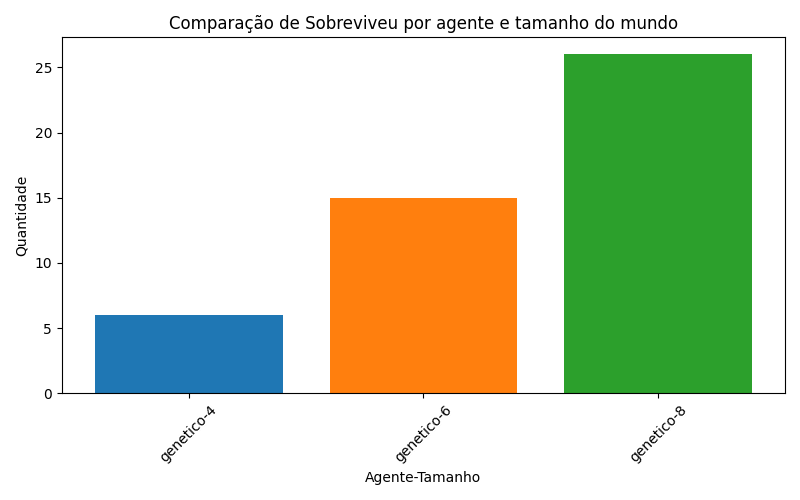 Comparação de Sobreviveu por agente e tamanho do mundo
Quantidade
25
20
15
10
5
0
genetico-4
genetico-6
genetico-8
Agente-Tamanho